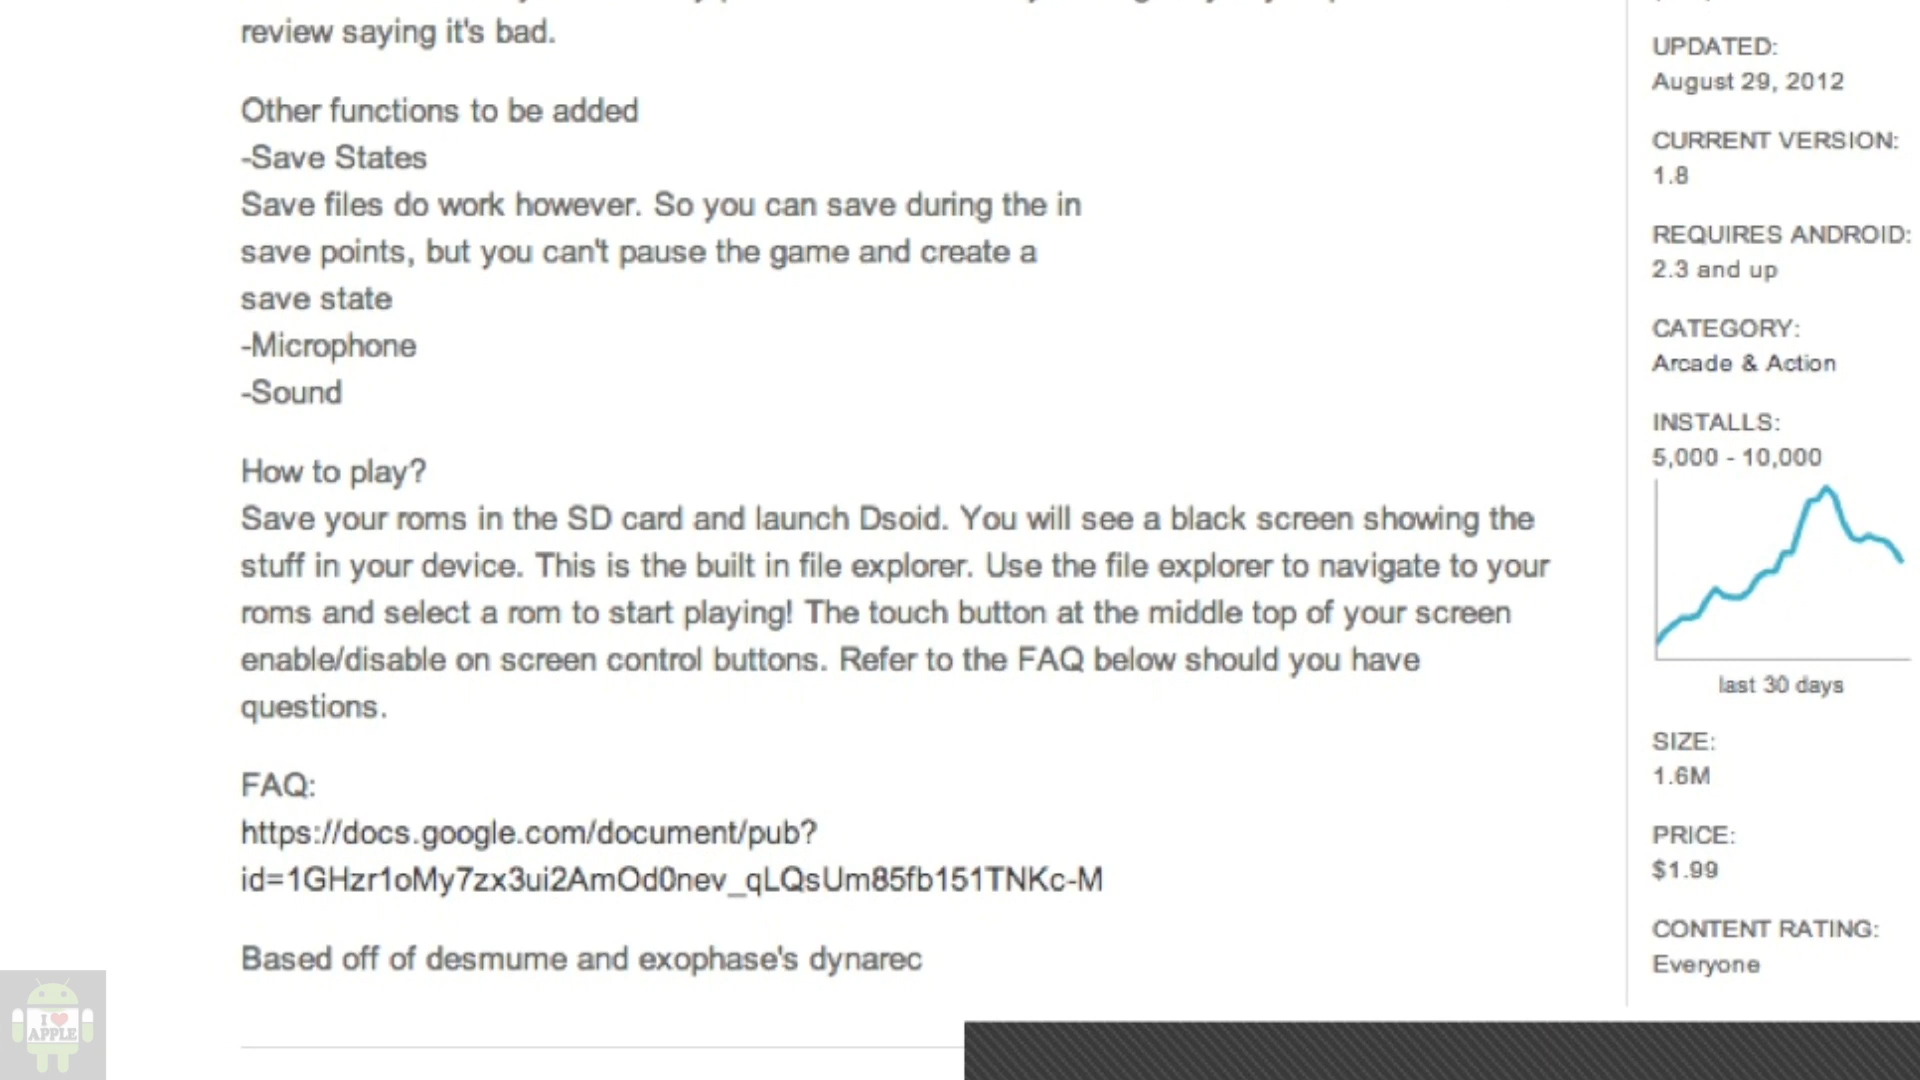 review saying it's bad.
Other functions to be added
-Save States
Save files do work however. So you can save during the in
save points, but you can't pause the game and create a
save state
-Microphone
-Sound
How to play?
Save your roms in the SD card and launch Dsoid. You will see a black screen showing the
stuff in your device. This is the built in file explorer. Use the file explorer to navigate to your
roms and select a rom to start playing! The touch button at the middle top of your screen
enable/disable on screen control buttons. Refer to the FAQ below should you have
questions.
FAQ:
https://docs.google.com/document/pub?
id=1GHzr1oMy7zx3ui2AmOd0nev_qLQsUm85fb151TNKc-M
Based off of desmume and exophase's dynarec
UPDATED:
August 29, 2012
CURRENT VERSION:
1.8
REQUIRES ANDROID:
2.3 and up
CATEGORY:
Arcade & Action
INSTALLS:
5,000 - 10,000
last 30 days
SIZE:
1.6M
PRICE:
$1.99
CONTENT RATING:
Everyone
I
APPLE